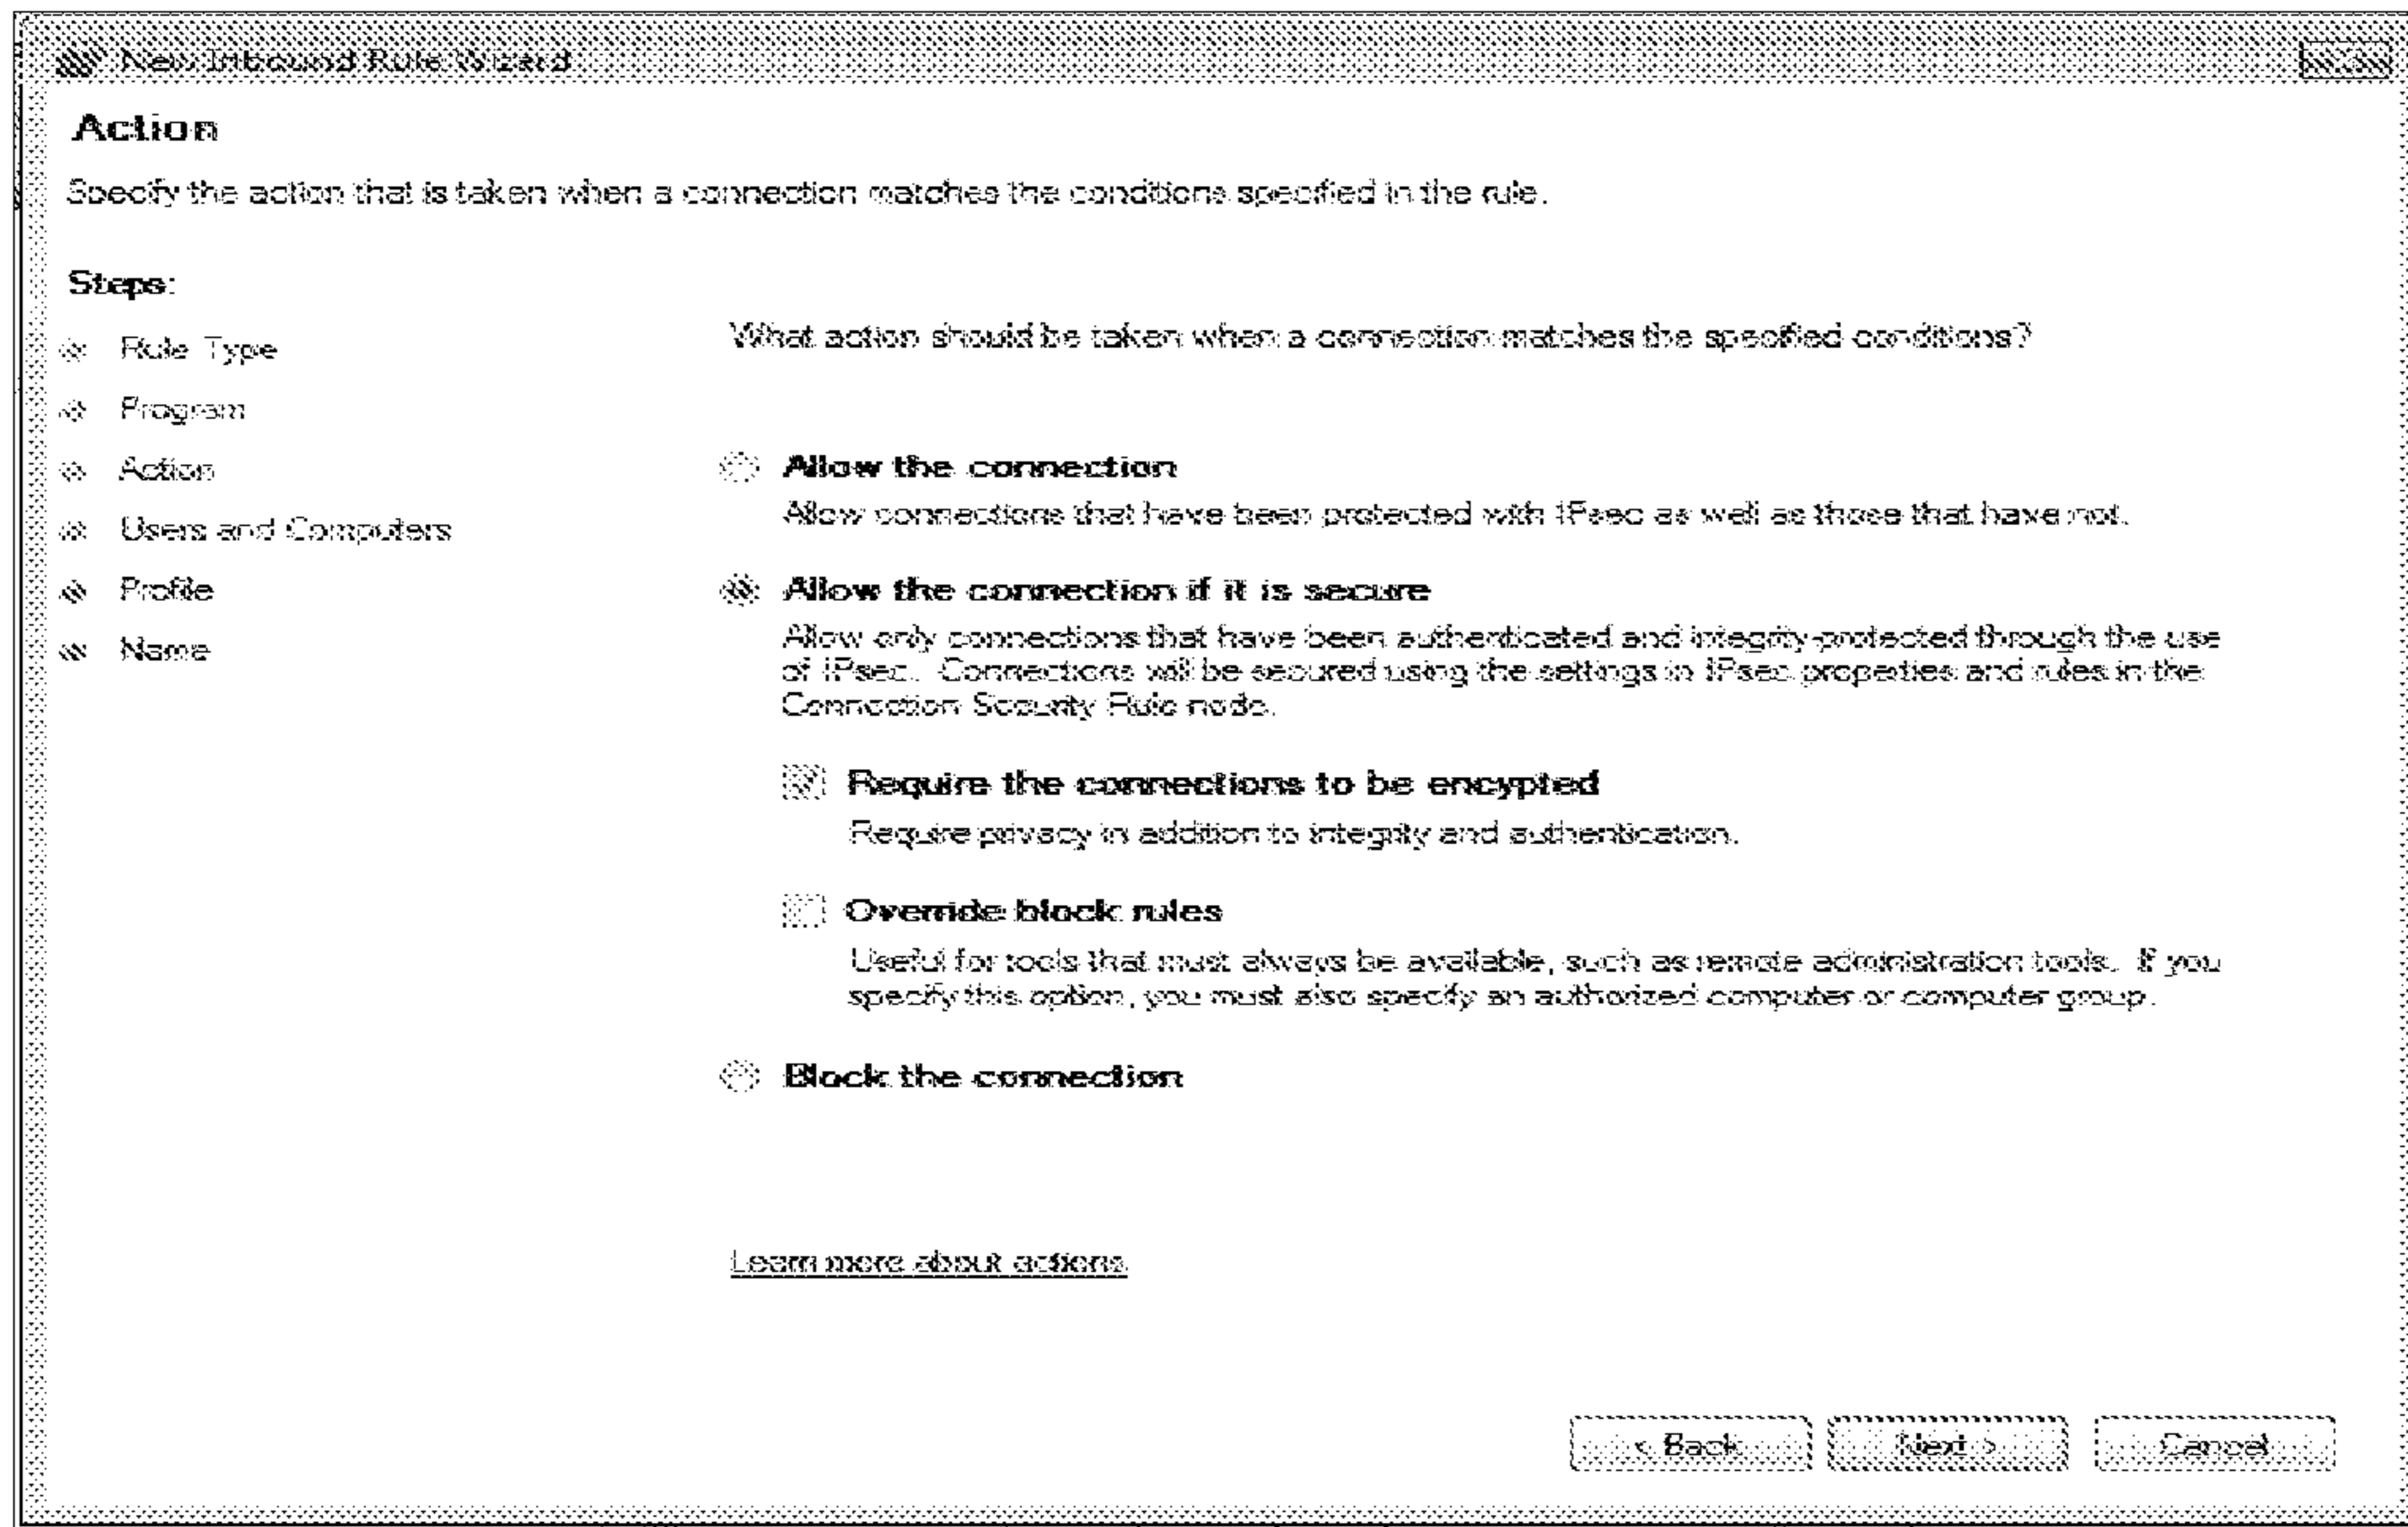 New Inbound Rule Wizard
Action
Specify the action that is taken when a connection matches the conditions specified in the rule.
Steps:
Rule Type
Program
Action
Users and Computers
Profile
Name
What action should be taken when a connection matches the specified conditions?
Allow the connection
Allow connections that have been protected with IPsec as well as those that have not.
Allow the connection if it is secure
Allow only connections that have been authenticated and integrity-protected through the use
of IPsec. Connections will be secured using the settings in IPsec properties and rules in the
Connection Security Rule node.
Require the connections to be encypted
Require privacy in addition to integrity and authentication.
Override block rules
Useful for tools that must always be available, such as remote administration tools. If you
specify this option, you must also specify an authorized computer or computer group.
Block the connection
Learn more about actions
< Back
Next >
Cancel